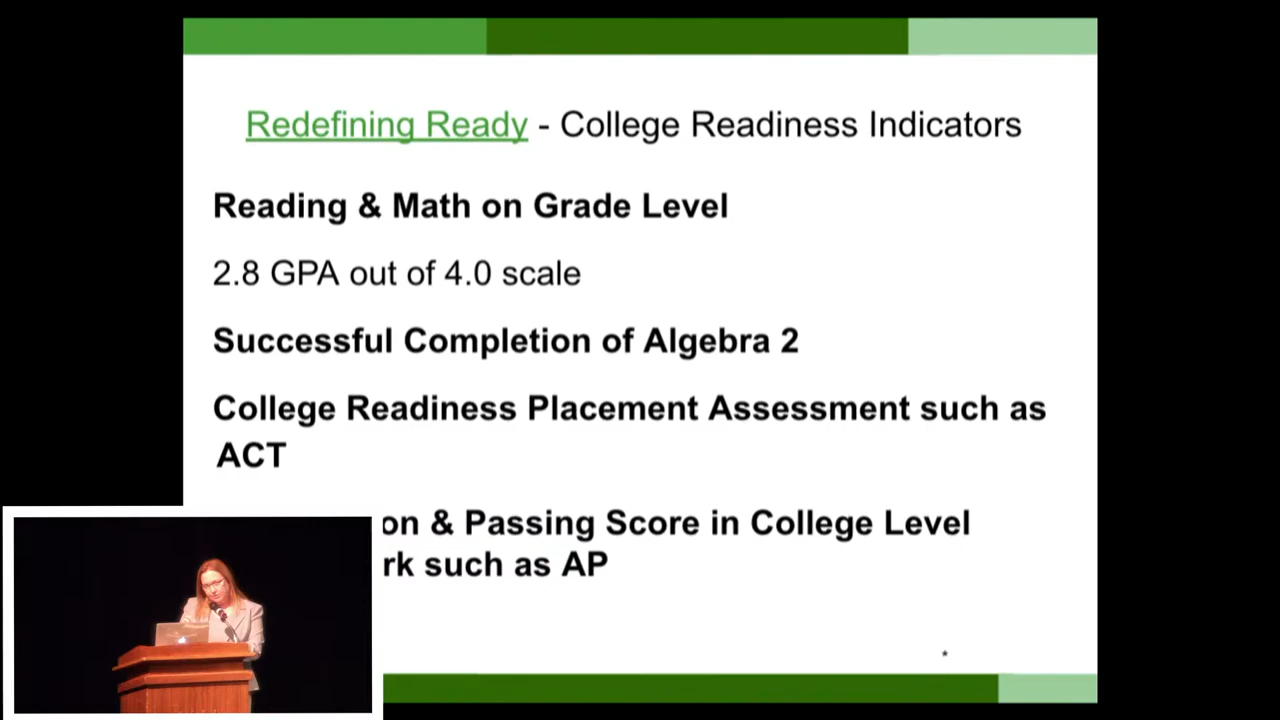 Redefining Ready - College Readiness Indicators
Reading & Math on Grade Level
2.8 GPA out of 4.0 scale
Successful Completion of Algebra 2
College Readiness Placement Assessment such as
ACT
on & Passing Score in College Level
rk such as AP
*